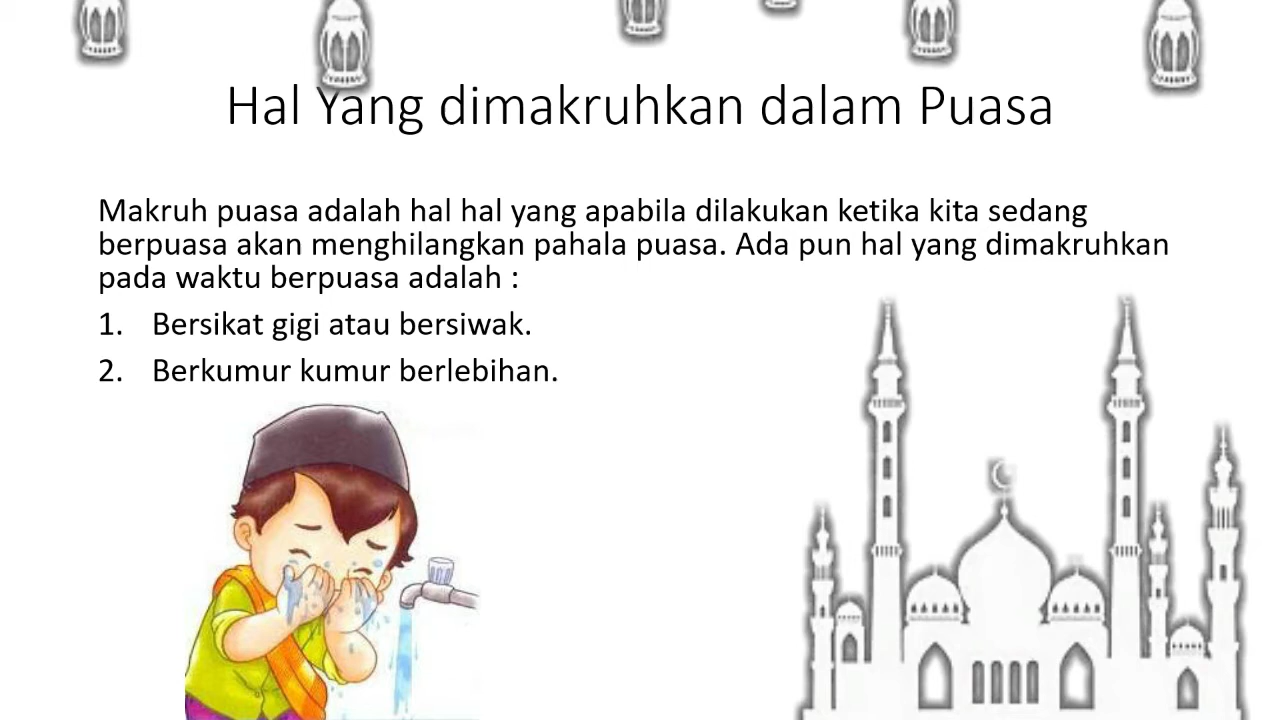 Hal Yang dimakruhkan dalam Puasa
Makruh puasa adalah hal hal yang apabila dilakukan ketika kita sedang
berpuasa akan menghilangkan pahala puasa. Ada pun hal yang dimakruhkan
pada waktu berpuasa adalah :
1. Bersikat gigi atau bersiwak.
2. Berkumur kumur berlebihan.